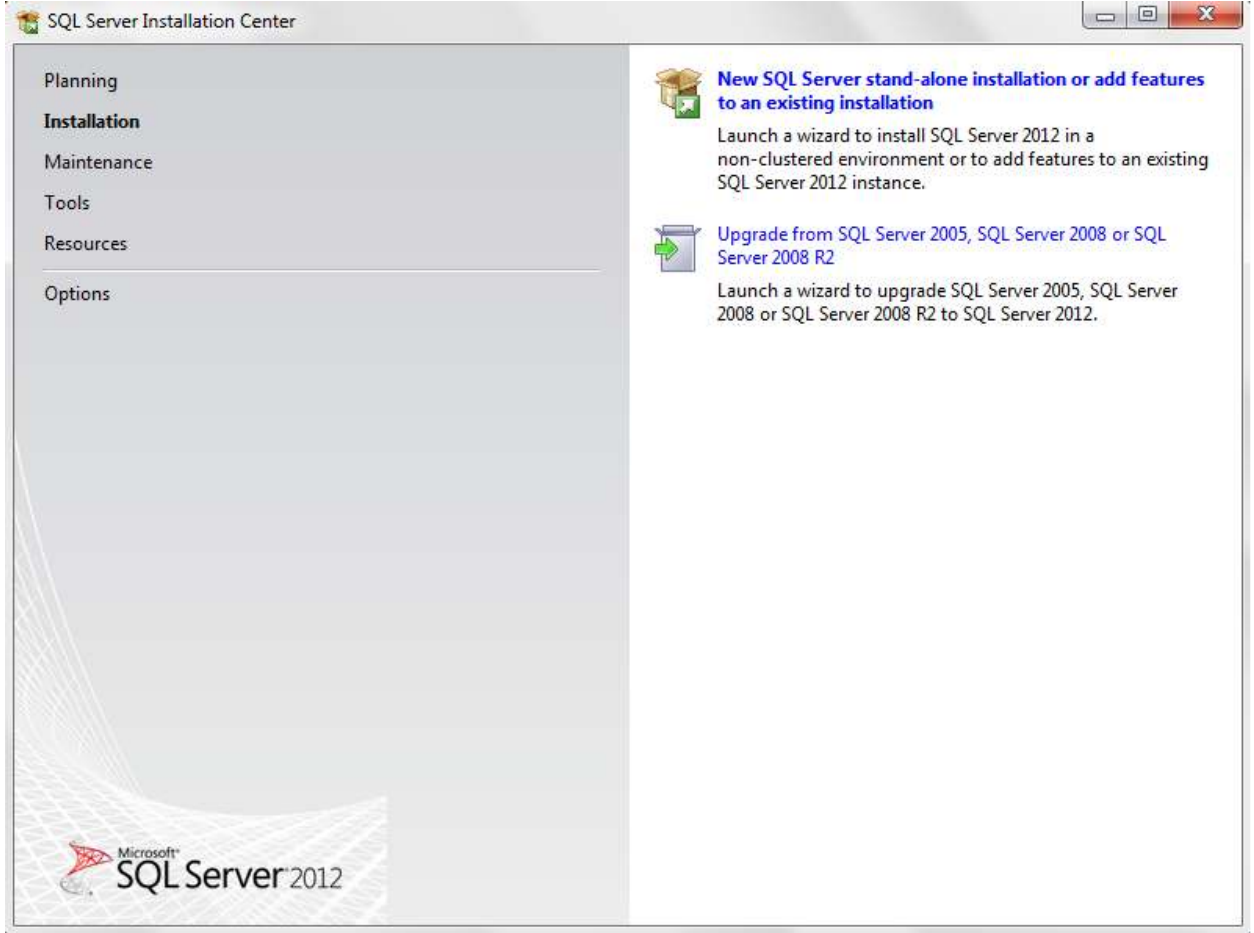 SQL Server Installation Center
Planning
Installation
Maintenance
Tools
Resources
Options
New SQL Server stand-alone installation or add features
to an existing installation
Launch a wizard to install SQL Server 2012 in a
non-clustered environment or to add features to an existing
SQL Server 2012 instance.
Upgrade from SQL Server 2005, SQL Server 2008 or SQL
Server 2008 R2
Launch a wizard to upgrade SQL Server 2005, SQL Server
2008 or SQL Server 2008 R2 to SQL Server 2012.
Microsoft®
SQL Server® 2012